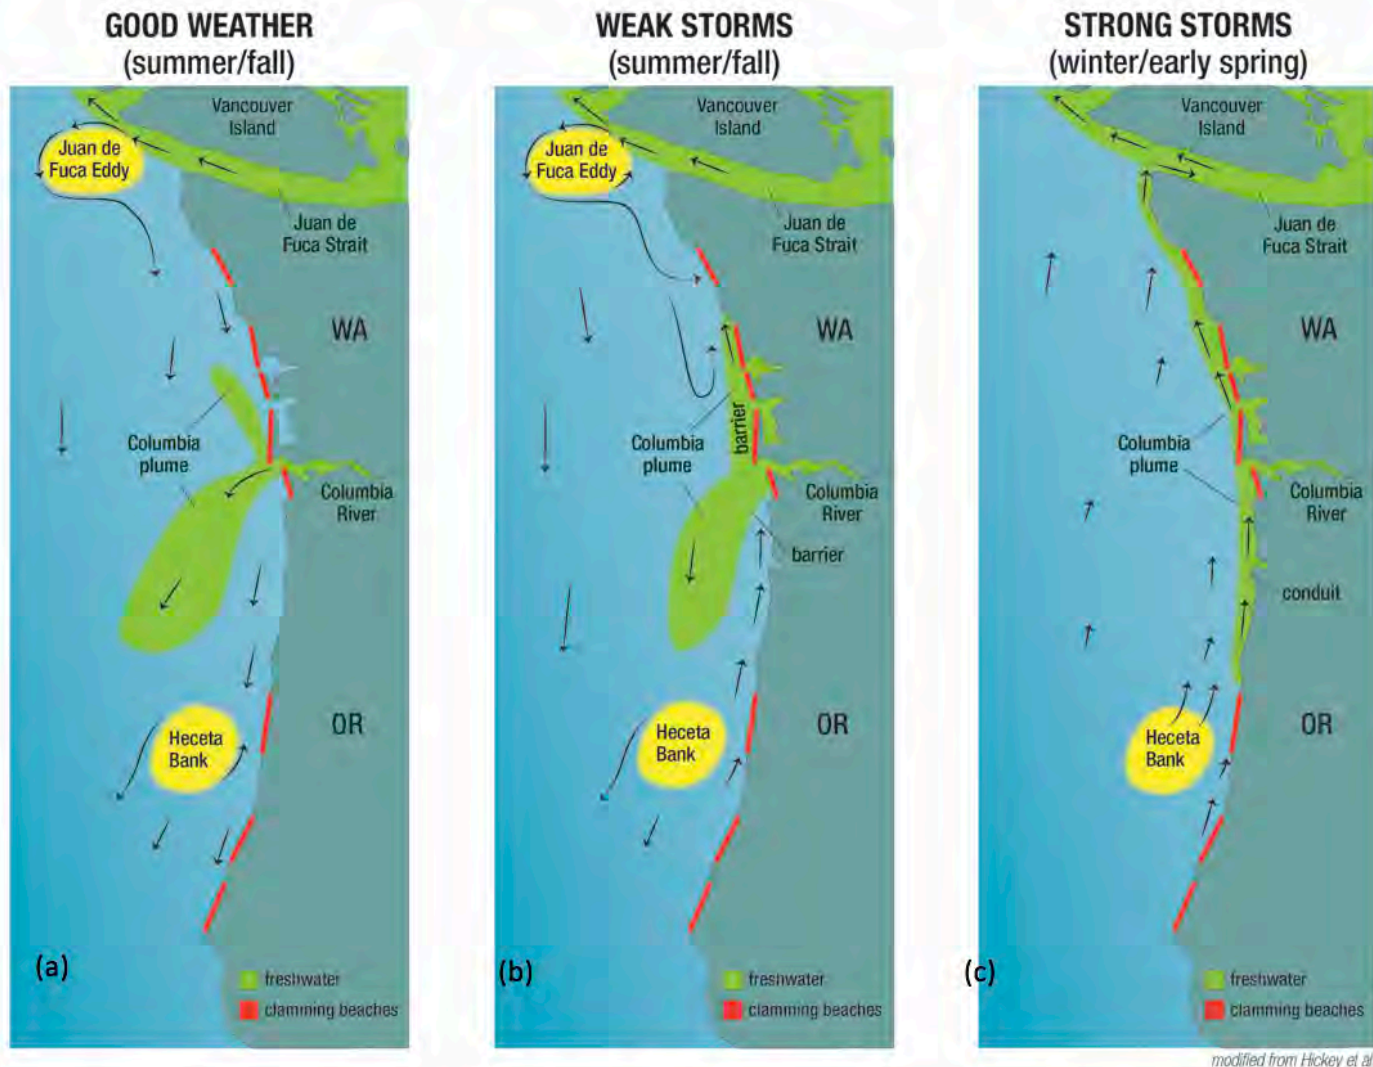 GOOD WEATHER
(summer/fall)
Vancouver
Island
Juan de
Fuca Eddy
Juan de
Fuca Strait
WA
Columbia
plume
Columbia
River
OR
Heceta
Bank
(a)
freshwater
clamming beaches
WEAK STORMS
(summer/fall)
Vancouver
Island
Juan de
Fuca Eddy
Juan de
Fuca Strait
WA
barrier
Columbia
plume
Columbia
River
barrier
OR
Heceta
Bank
(b)
freshwater
clamming beaches
STRONG STORMS
(winter/early spring)
Vancouver
Island
Juan de
Fuca Strait
WA
Columbia
plume
Columbia
River
conduit
OR
Heceta
Bank
(c)
freshwater
clamming beaches
modified from Hickey et al